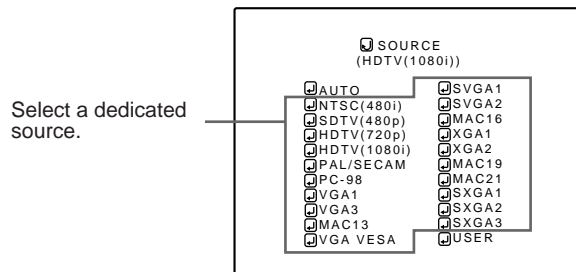 SOURCE
(HDTV(1080i))
Select a dedicated
source.
AUTO
NTSC(480i)
SDTV(480p)
HDTV(720p)
HDTV(1080i)
PAL/SECAM
PC-98
VGA1
VGA3
MAC13
VGA VESA
SVGA1
SVGA2
MAC16
XGA1
XGA2
MAC19
MAC21
SXGA1
SXGA2
SXGA3
USER